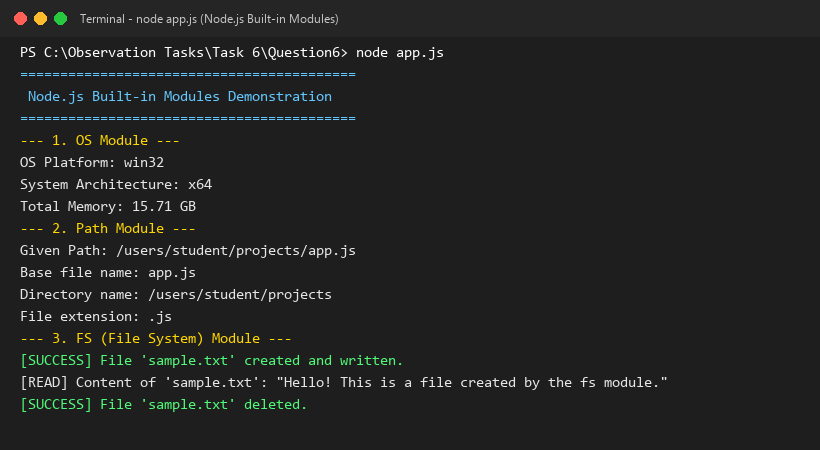 Terminal - node app.js (Node.js Built-in Modules)
PS C:\Observation Tasks\Task 6\Question6> node app.js
==========================================
Node.js Built-in Modules Demonstration
==========================================
--- 1. OS Module ---
OS Platform: win32
System Architecture: x64
Total Memory: 15.71 GB
--- 2. Path Module ---
Given Path: /users/student/projects/app.js
Base file name: app.js
Directory name: /users/student/projects
File extension: .js
--- 3. FS (File System) Module ---
[SUCCESS] File 'sample.txt' created and written.
[READ] Content of 'sample.txt': "Hello! This is a file created by the fs module."
[SUCCESS] File 'sample.txt' deleted.